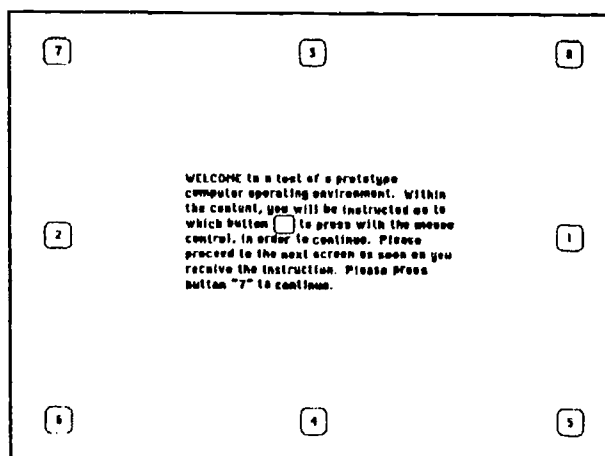 7 3 8
WELCOME to a test of a prototype
computer operating environment. Within
the content, you will be instructed as to
which button to press with the mouse
control, in order to continue. Please
proceed to the next screen as soon as you
receive the instruction. Please press
button "7" to continue.
2 1
6 4 5